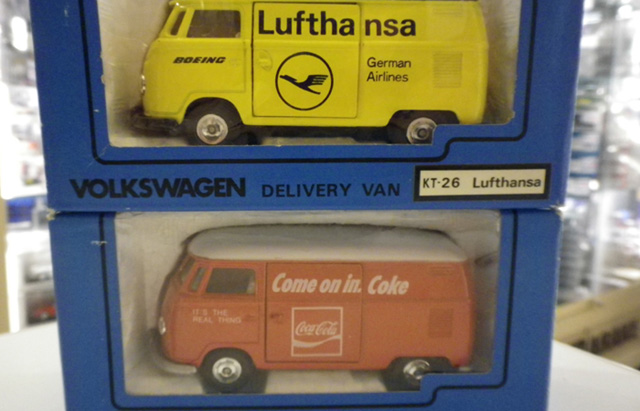 Lufthansa
BOEING
German
Airlines
VOLKSWAGEN DELIVERY VAN KT-26 Lufthansa
Come on in. Coke
IT'S THE
REAL THING
Coca-Cola